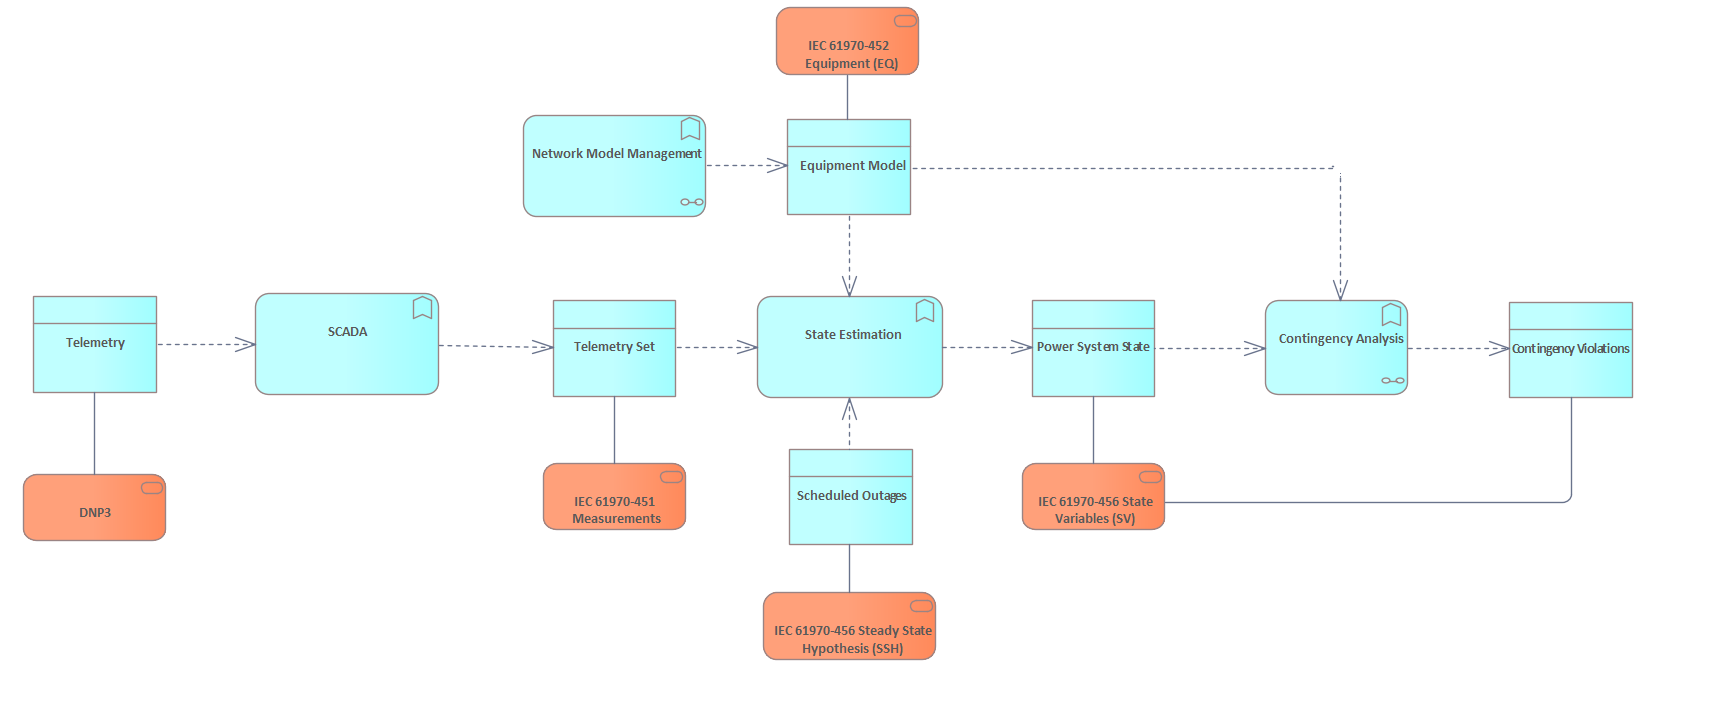 IEC 61970-452
Equipment (EQ)
Network Model Management
Equipment Model
Telemetry
SCADA
Telemetry Set
State Estimation
Power System State
Contingency Analysis
Contingency Violations
DNP3
IEC 61970-451
Measurements
Scheduled Outages
IEC 61970-456 State
Variables (SV)
IEC 61970-456 Steady State
Hypothesis (SSH)